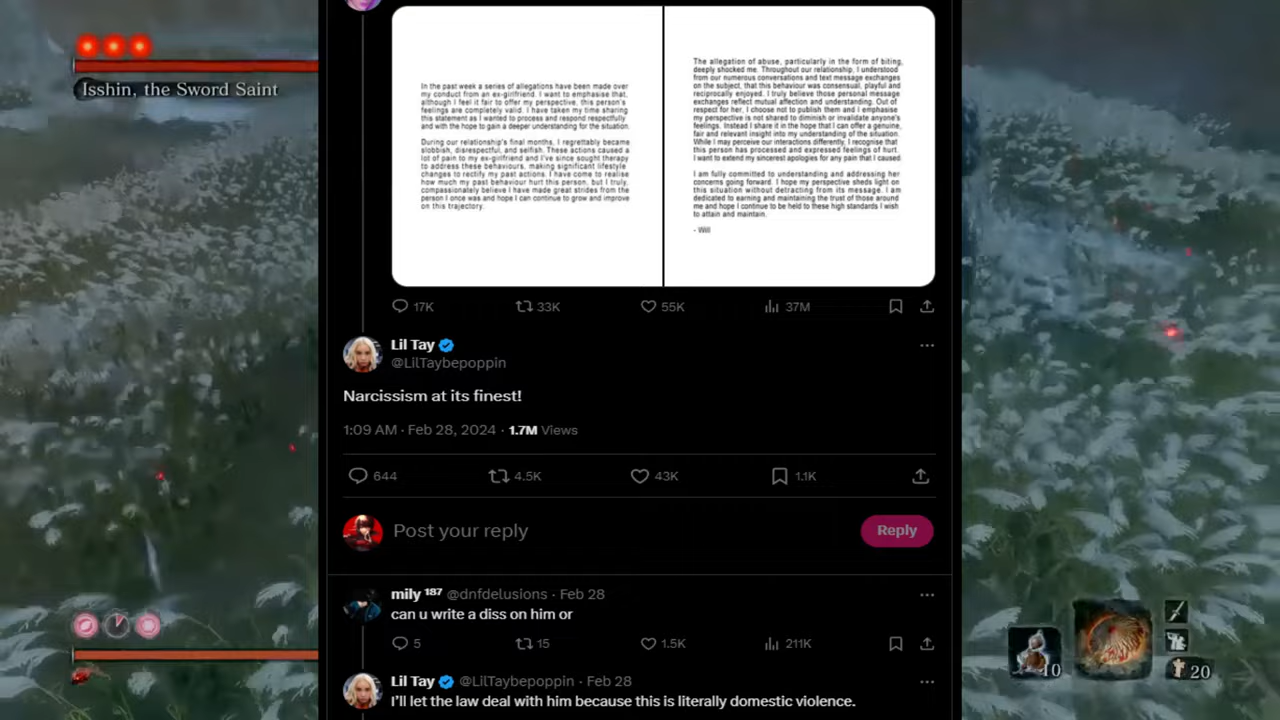 Isshin, the Sword Saint
In the past week a series of allegations have been made over
my conduct from an ex-girlfriend. I want to emphasise that,
although I feel it fair to offer my perspective, this person's
feelings are completely valid. I have taken my time sharing
this statement as I wanted to process and respond respectfully
and with the hope to gain a deeper understanding for the situation.
During our relationship's final months, I regrettably became
slobbish, disrespectful, and selfish. These actions caused a
lot of pain to my ex-girlfriend and I've since sought therapy
to address these behaviours, making significant lifestyle
changes to rectify my past actions. I have come to realise
how much my past behaviour hurt this person, but I truly,
compassionately believe I have made great strides from the
person I once was and hope I can continue to grow and improve
on this trajectory.
The allegation of abuse, particularly in the form of biting,
deeply shocked me. Throughout our relationship, I understood
from our numerous conversations and text message exchanges
on the subject, that this behaviour was consensual, playful and
reciprocally enjoyed. I truly believe those personal message
exchanges reflect mutual affection and understanding. Out of
respect for her, I choose not to publish them and I emphasise
my perspective is not shared to diminish or invalidate anyone's
feelings. Instead I share it in the hope that I can offer a genuine,
fair and relevant insight into my understanding of the situation.
While I may perceive our interactions differently, I recognise that
this person has processed and expressed feelings of hurt.
I want to extend my sincerest apologies for any pain that I caused
I am fully committed to understanding and addressing her
concerns going forward. I hope my perspective sheds light on
this situation without detracting from its message. I am
dedicated to earning and maintaining the trust of those around
me and hope I continue to be held to these high standards I wish
to attain and maintain.
- Will
17K 33K 55K 37M
Lil Tay
@LilTaybepoppin
Narcissism at its finest!
1:09 AM · Feb 28, 2024 · 1.7M Views
644 4.5K 43K 1.1K
Post your reply
Reply
mily ¹⁸⁷ @dnfdelusions · Feb 28
can u write a diss on him or
5 15 1.5K 211K
Lil Tay @LilTaybepoppin · Feb 28
I'll let the law deal with him because this is literally domestic violence.
10
20